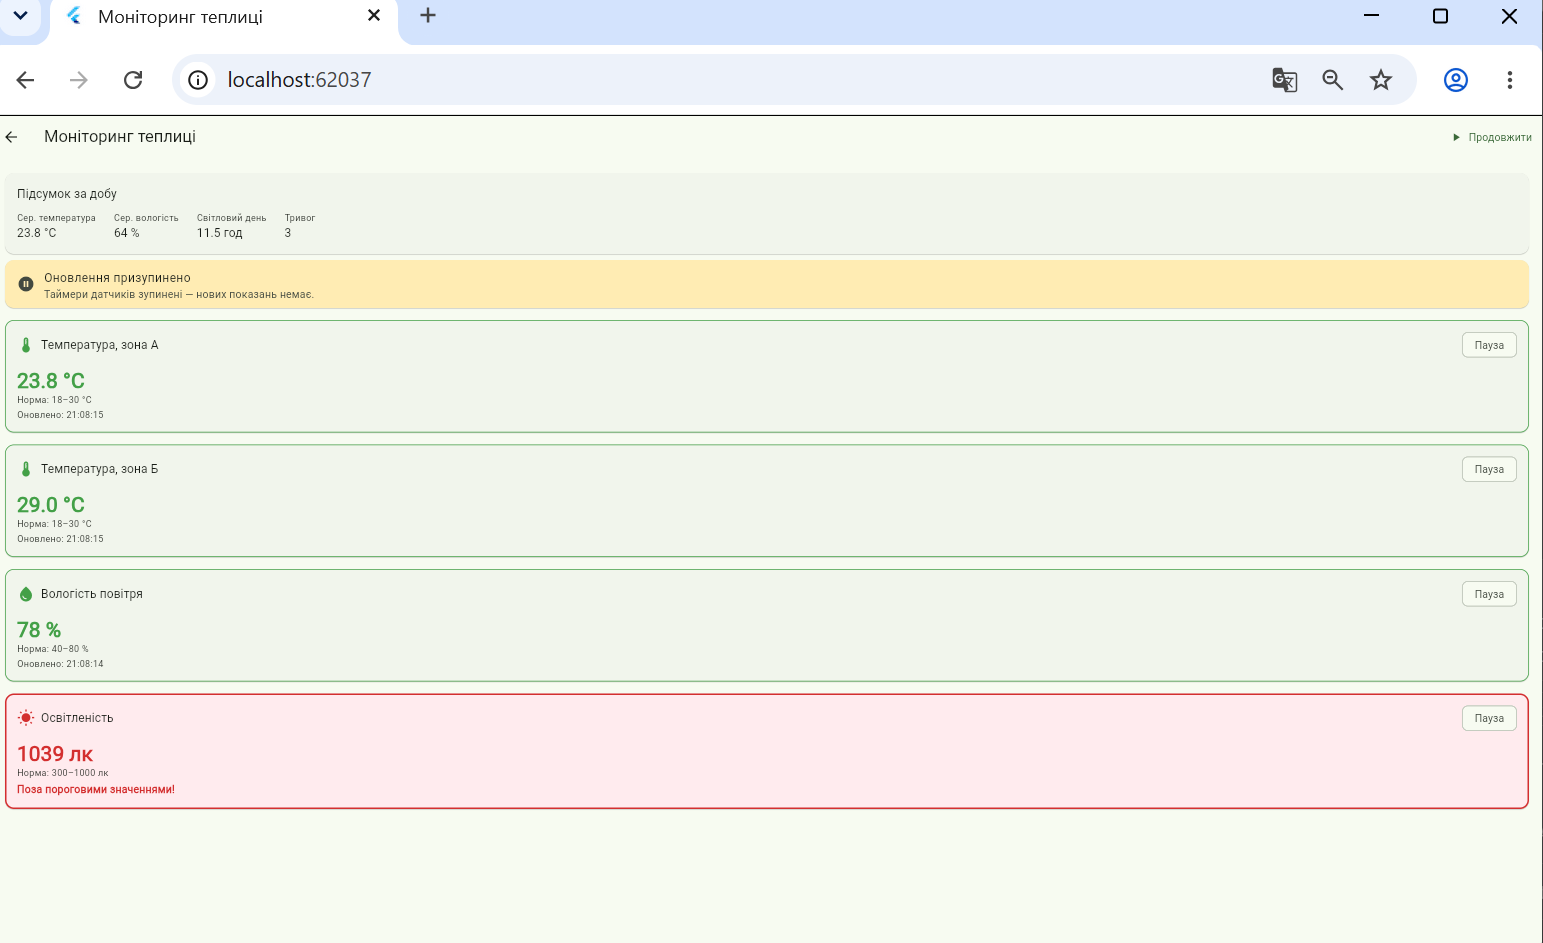 Моніторинг теплиці
localhost:62037
Моніторинг теплиці
Продовжити
Підсумок за добу
Сер. температура Сер. вологість Світловий день Тривог
23.8 °C 64 % 11.5 год 3
Оновлення призупинено
Таймери датчиків зупинені — нових показань немає.
Температура, зона А Пауза
23.8 °C
Норма: 18–30 °C
Оновлено: 21:08:15
Температура, зона Б Пауза
29.0 °C
Норма: 18–30 °C
Оновлено: 21:08:15
Вологість повітря Пауза
78 %
Норма: 40–80 %
Оновлено: 21:08:14
Освітленість Пауза
1039 лк
Норма: 300–1000 лк
Поза пороговими значеннями!